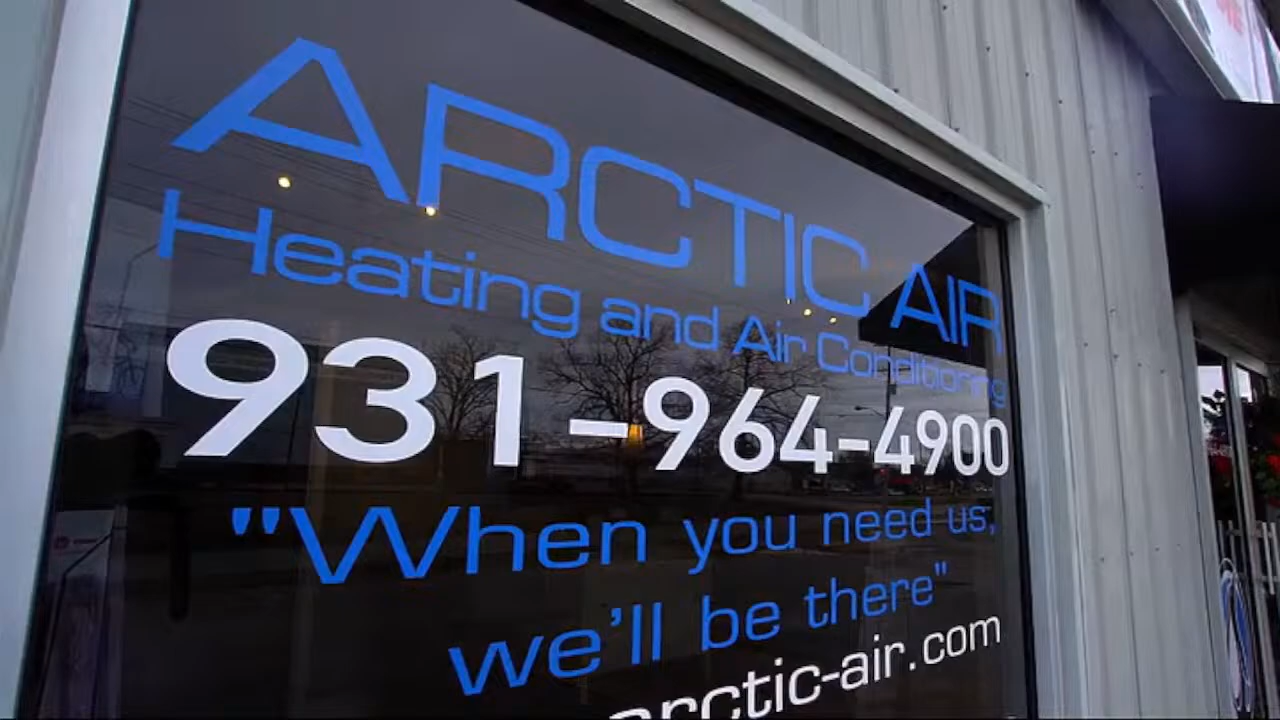 ARCTIC AIR
Heating and Air Conditioning
931-964-4900
"When you need us,
we'll be there"
arctic-air.com